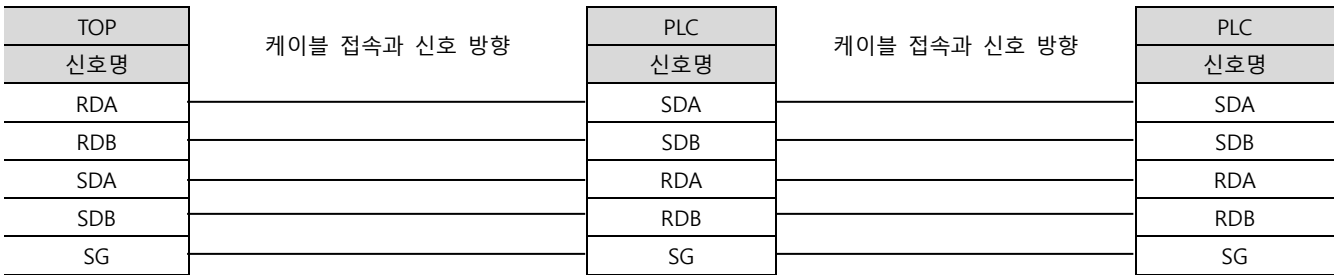 TOP 케이블 접속과 신호 방향 PLC 케이블 접속과 신호 방향 PLC
신호명 신호명 신호명
RDA SDA SDA
RDB SDB SDB
SDA RDA RDA
SDB RDB RDB
SG SG SG